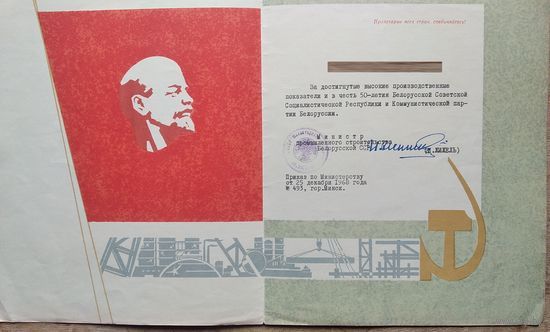 Пролетарии всех стран, соединяйтесь!
За достигнутые высокие производственные
показатели и в честь 50-летия Белорусской Советской
Социалистической Республики и Коммунистической пар-
тии Белоруссии.
Министр
промышленного строительства
Белорусской ССР
Приказ по Министерству
от 25 декабря 1968 года
№ 493, гор.Минск.